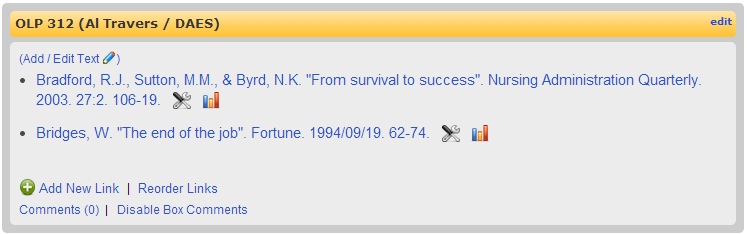 OLP 312 (Al Travers / DAES) edit
(Add / Edit Text )
Bradford, R.J., Sutton, M.M., & Byrd, N.K. "From survival to success". Nursing Administration Quarterly.
2003. 27:2. 106-19.
Bridges, W. "The end of the job". Fortune. 1994/09/19. 62-74.
Add New Link | Reorder Links
Comments (0) | Disable Box Comments